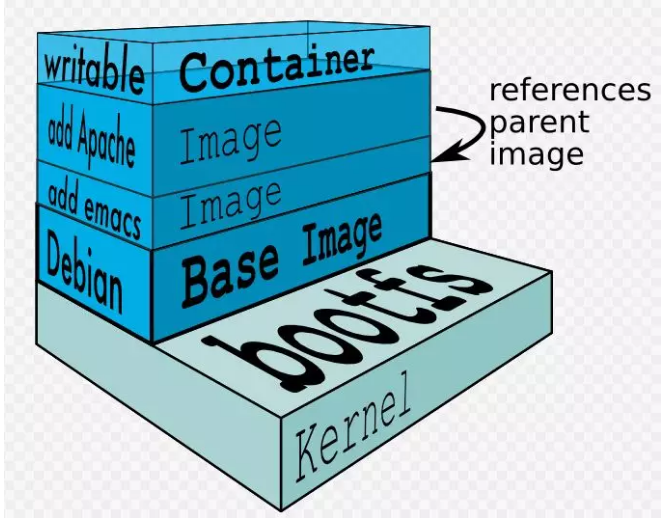 writable Container
add Apache Image
add emacs Image
Debian Base Image
references
parent
image
bootfs
Kernel